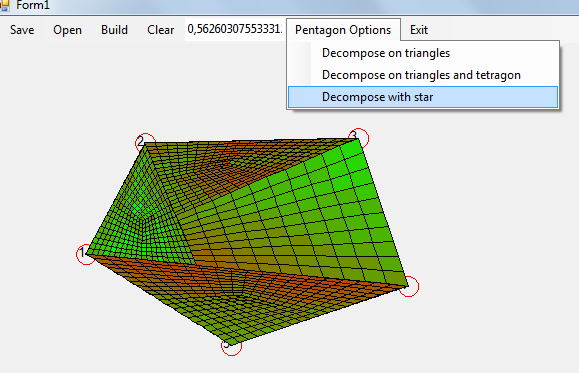 Form1
Save Open Build Clear 0,56260307553331. Pentagon Options Exit
Decompose on triangles
Decompose on triangles and tetragon
Decompose with star
2
3
1